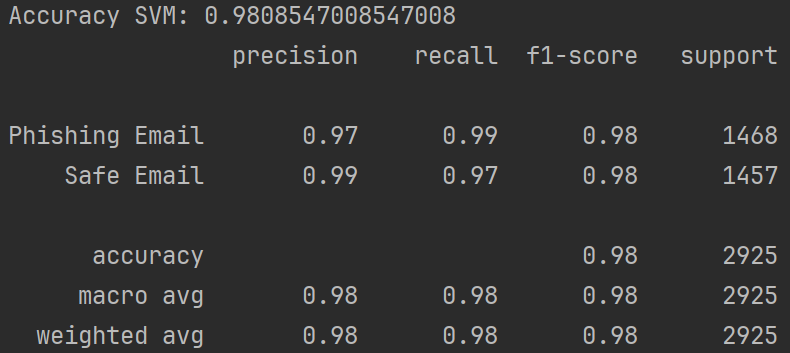 Accuracy SVM: 0.9808547008547008
precision recall f1-score support
Phishing Email 0.97 0.99 0.98 1468
Safe Email 0.99 0.97 0.98 1457
accuracy 0.98 2925
macro avg 0.98 0.98 0.98 2925
weighted avg 0.98 0.98 0.98 2925